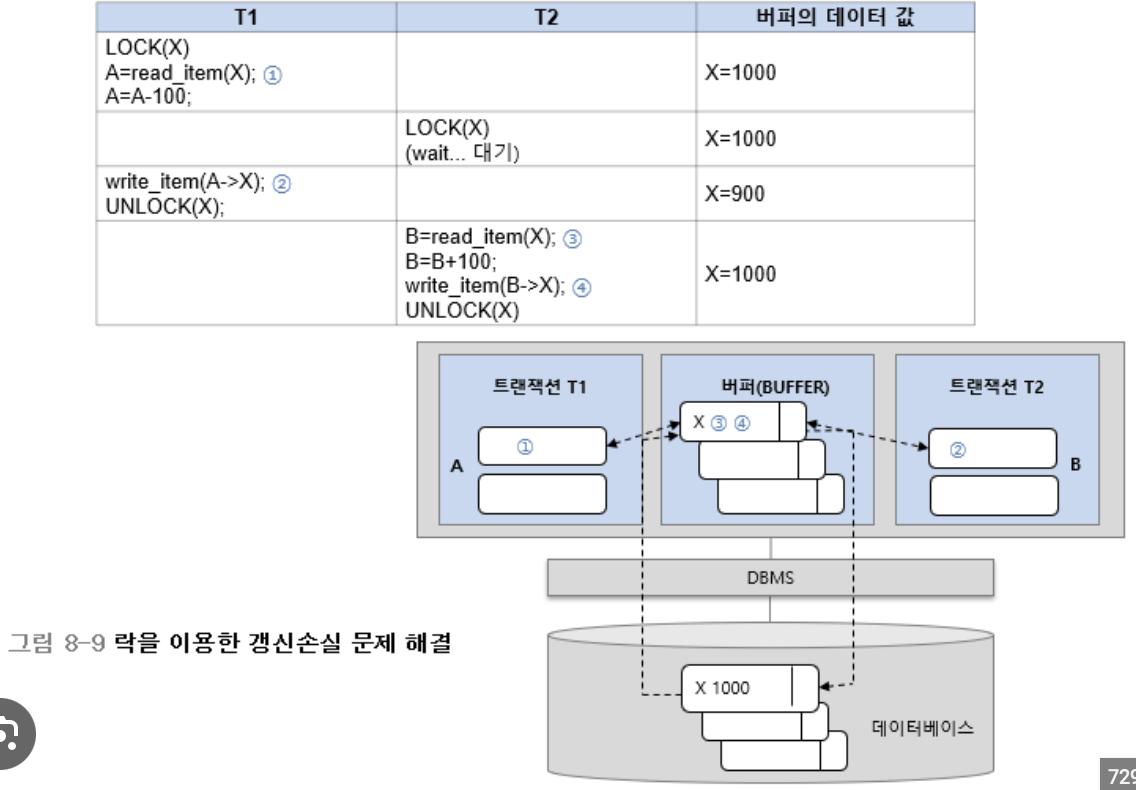 T1 T2 버퍼의 데이터 값
LOCK(X)
A=read_item(X); ①
A=A-100;
X=1000
LOCK(X)
(wait... 대기)
X=1000
write_item(A->X); ②
UNLOCK(X);
X=900
B=read_item(X); ③
B=B+100;
write_item(B->X); ④
UNLOCK(X)
X=1000
트랜잭션 T1 버퍼(BUFFER) 트랜잭션 T2
X ③ ④
① ②
A B
DBMS
그림 8-9 락을 이용한 갱신손실 문제 해결
X 1000
데이터베이스
729